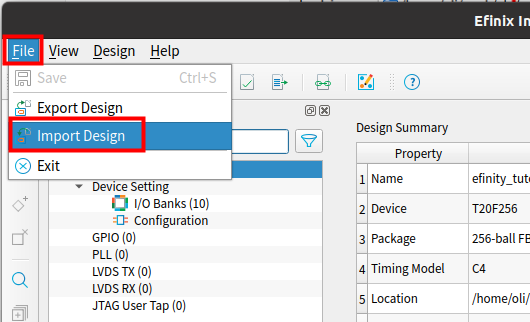 Efinix In
File View Design Help
Save Ctrl+S
Export Design
Import Design
Exit
Device Setting
I/O Banks (10)
Configuration
GPIO (0)
PLL (0)
LVDS TX (0)
LVDS RX (0)
JTAG User Tap (0)
Design Summary
Property
1 Name efinity_tuto
2 Device T20F256
3 Package 256-ball FB
4 Timing Model C4
5 Location /home/oli/